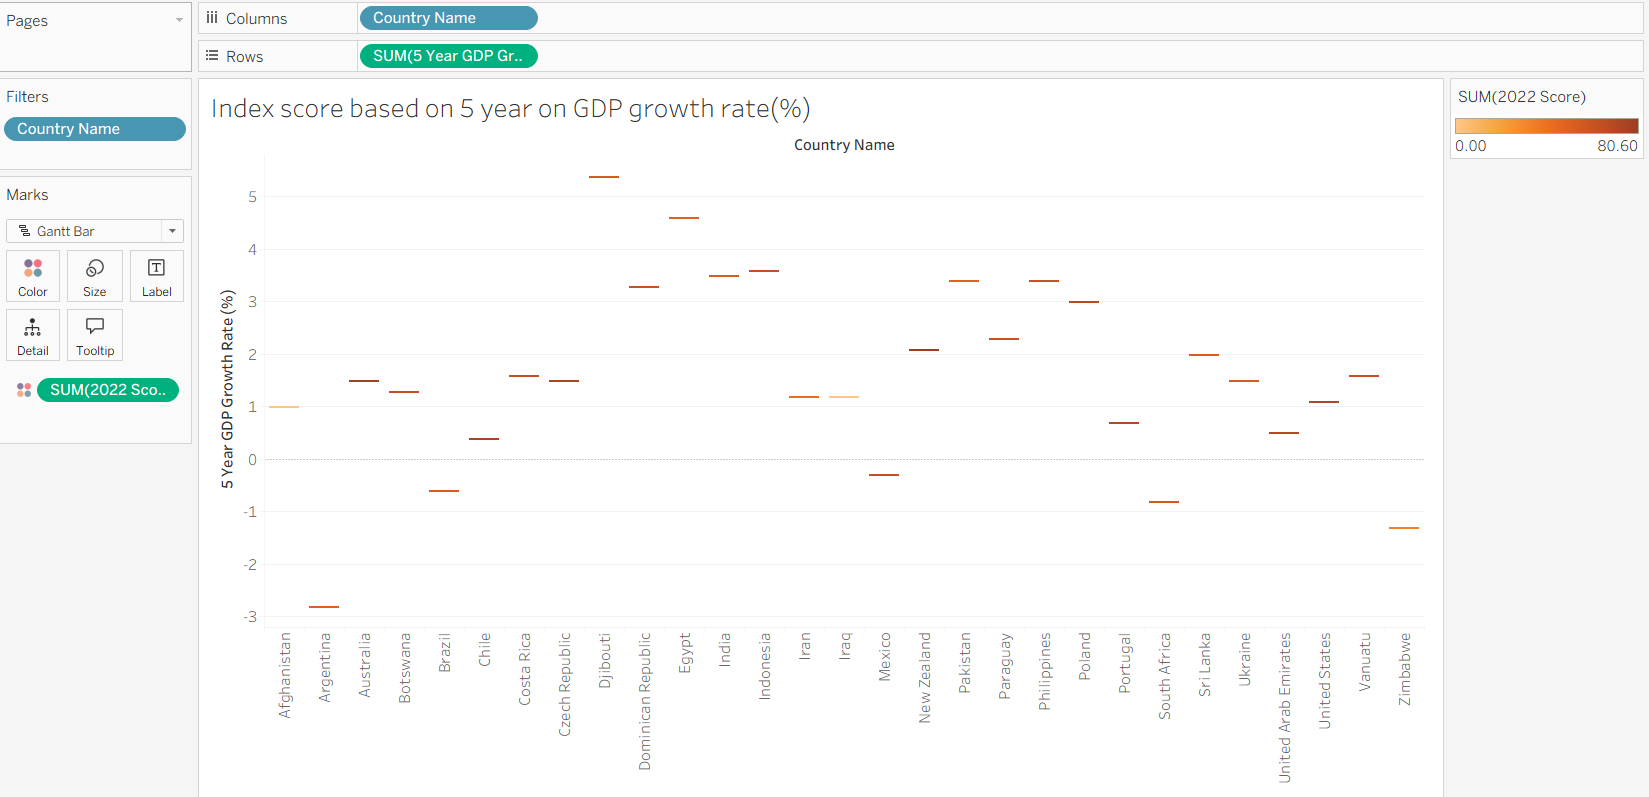 Pages
Columns
Country Name
Rows
SUM(5 Year GDP Gr..
Filters
Country Name
Marks
Gantt Bar
Color
Size
Label
Detail
Tooltip
SUM(2022 Sco..
Index score based on 5 year on GDP growth rate(%)
Country Name
5 Year GDP Growth Rate (%)
5
4
3
2
1
0
-1
-2
-3
Afghanistan
Argentina
Australia
Botswana
Brazil
Chile
Costa Rica
Czech Republic
Djibouti
Dominican Republic
Egypt
India
Indonesia
Iran
Iraq
Mexico
New Zealand
Pakistan
Paraguay
Philippines
Poland
Portugal
South Africa
Sri Lanka
Ukraine
United Arab Emirates
United States
Vanuatu
Zimbabwe
SUM(2022 Score)
0.00 80.60